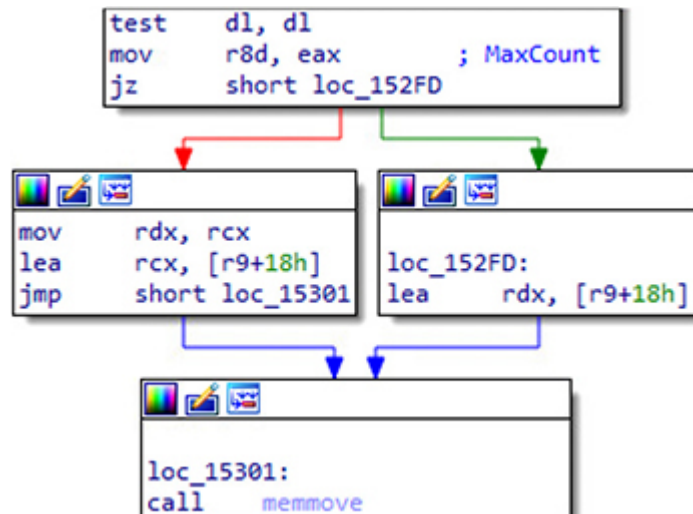 test dl, dl
mov r8d, eax ; MaxCount
jz short loc_152FD
mov rdx, rcx
lea rcx, [r9+18h]
jmp short loc_15301
loc_152FD:
lea rdx, [r9+18h]
loc_15301:
call memmove